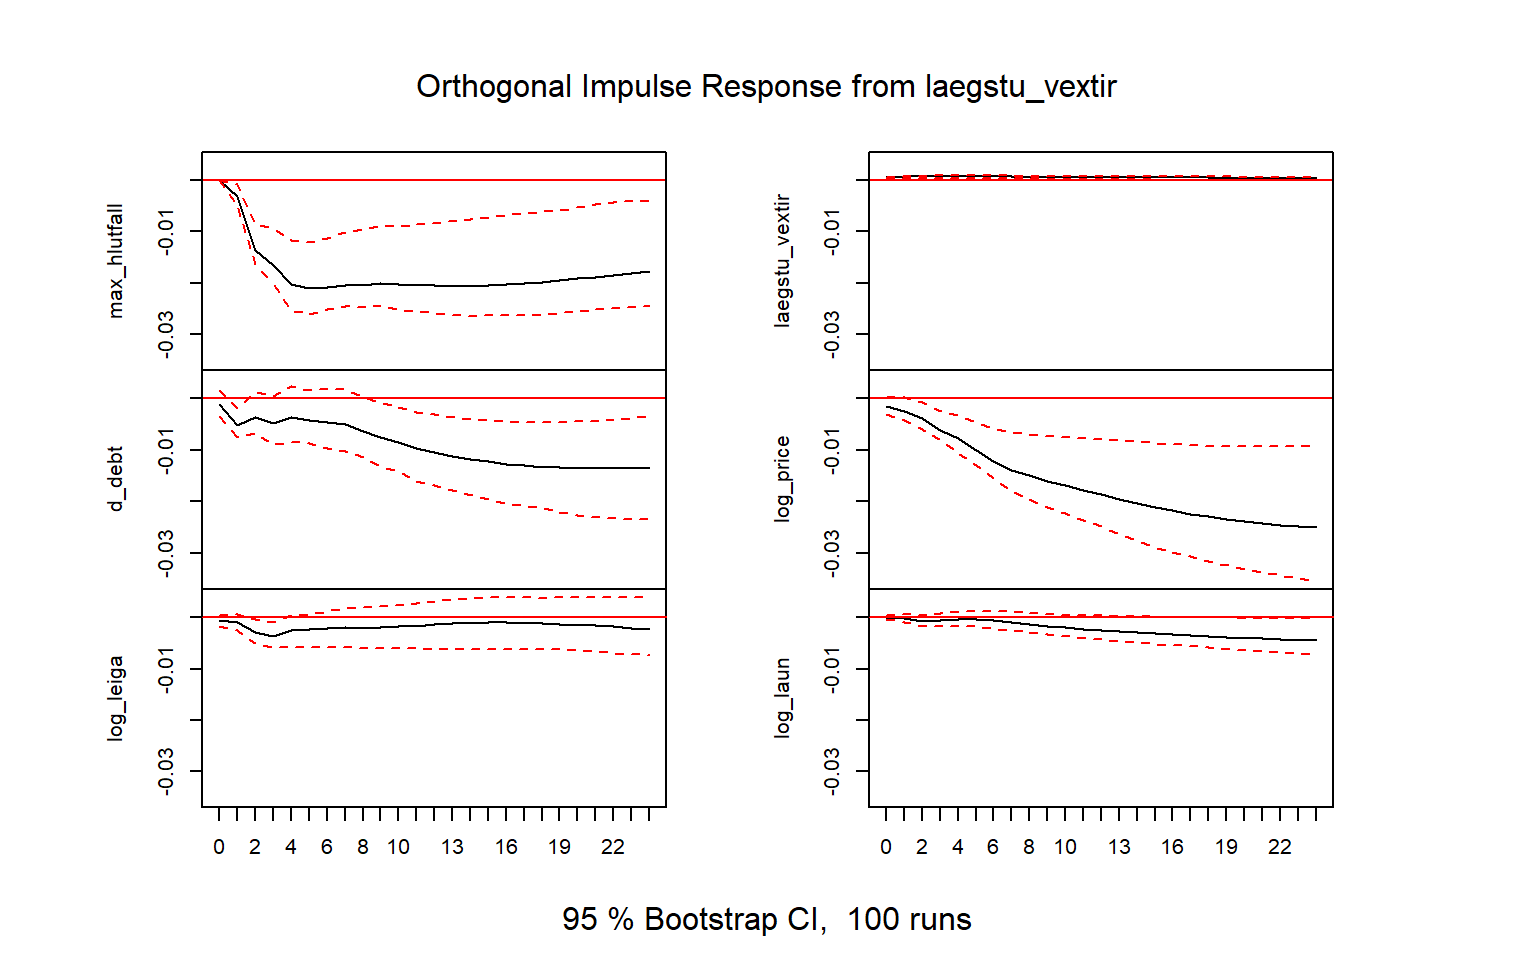 Orthogonal Impulse Response from laegstu_vextir
max_hlutfall
-0.01
-0.03
d_debt
-0.01
-0.03
log_leiga
-0.01
-0.03
0 2 4 6 8 10 13 16 19 22
laegstu_vextir
-0.01
-0.03
log_price
-0.01
-0.03
log_laun
-0.01
-0.03
0 2 4 6 8 10 13 16 19 22
95 % Bootstrap CI, 100 runs